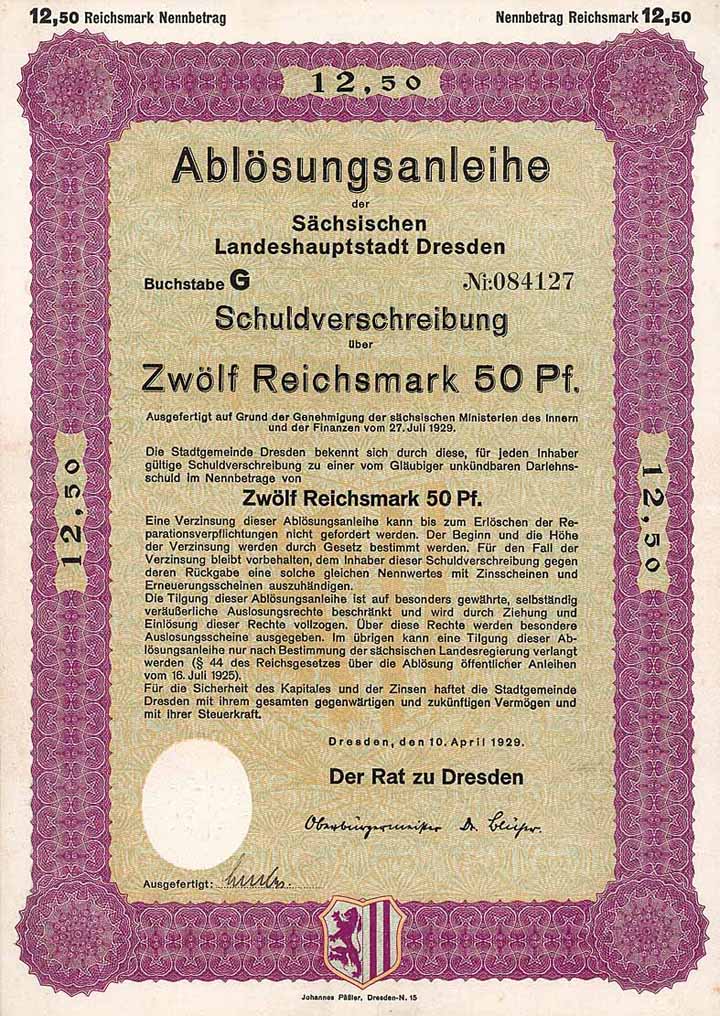 12,50 Reichsmark Nennbetrag
Nennbetrag Reichsmark 12,50
12,50
Ablösungsanleihe
der
Sächsischen
Landeshauptstadt Dresden
Buchstabe G
Nr:084127
Schuldverschreibung
über
Zwölf Reichsmark 50 Pf.
Ausgefertigt auf Grund der Genehmigung der sächsischen Ministerien des Innern
und der Finanzen vom 27. Juli 1929.
Die Stadtgemeinde Dresden bekennt sich durch diese, für jeden Inhaber
gültige Schuldverschreibung zu einer vom Gläubiger unkündbaren Darlehns-
schuld im Nennbetrage von
Zwölf Reichsmark 50 Pf.
Eine Verzinsung dieser Ablösungsanleihe kann bis zum Erlöschen der Re-
parationsverpflichtungen nicht gefordert werden. Der Beginn und die Höhe
der Verzinsung werden durch Gesetz bestimmt werden. Für den Fall der
Verzinsung bleibt vorbehalten, dem Inhaber dieser Schuldverschreibung gegen
deren Rückgabe eine solche gleichen Nennwertes mit Zinsscheinen und
Erneuerungsscheinen auszuhändigen.
Die Tilgung dieser Ablösungsanleihe ist auf besonders gewährte, selbständig
veräußerliche Auslosungsrechte beschränkt und wird durch Ziehung und
Einlösung dieser Rechte vollzogen. Über diese Rechte werden besondere
Auslosungsscheine ausgegeben. Im übrigen kann eine Tilgung dieser Ab-
lösungsanleihe nur nach Bestimmung der sächsischen Landesregierung verlangt
werden (§ 44 des Reichsgesetzes über die Ablösung öffentlicher Anleihen
vom 16. Juli 1925).
Für die Sicherheit des Kapitales und der Zinsen haftet die Stadtgemeinde
Dresden mit ihrem gesamten gegenwärtigen und zukünftigen Vermögen und
mit ihrer Steuerkraft.
12,50
12,50
Dresden, den 10. April 1929.
Der Rat zu Dresden
Oberbürgermeister Dr. Blüher.
Ausgefertigt:
Johannes Päßler, Dresden-N. 15